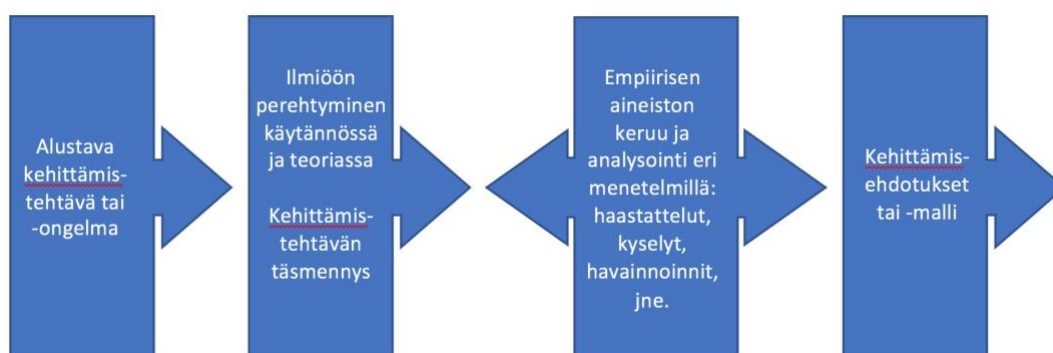 Alustava
kehittämis-
tehtävä tai
-ongelma
Ilmiöön
perehtyminen
käytännössä
ja teoriassa
Kehittämis-
tehtävän
täsmennys
Empiirisen
aineiston
keruu ja
analysointi eri
menetelmillä:
haastattelut,
kyselyt,
havainnoinnit,
jne.
Kehittämis-
ehdotukset
tai -malli